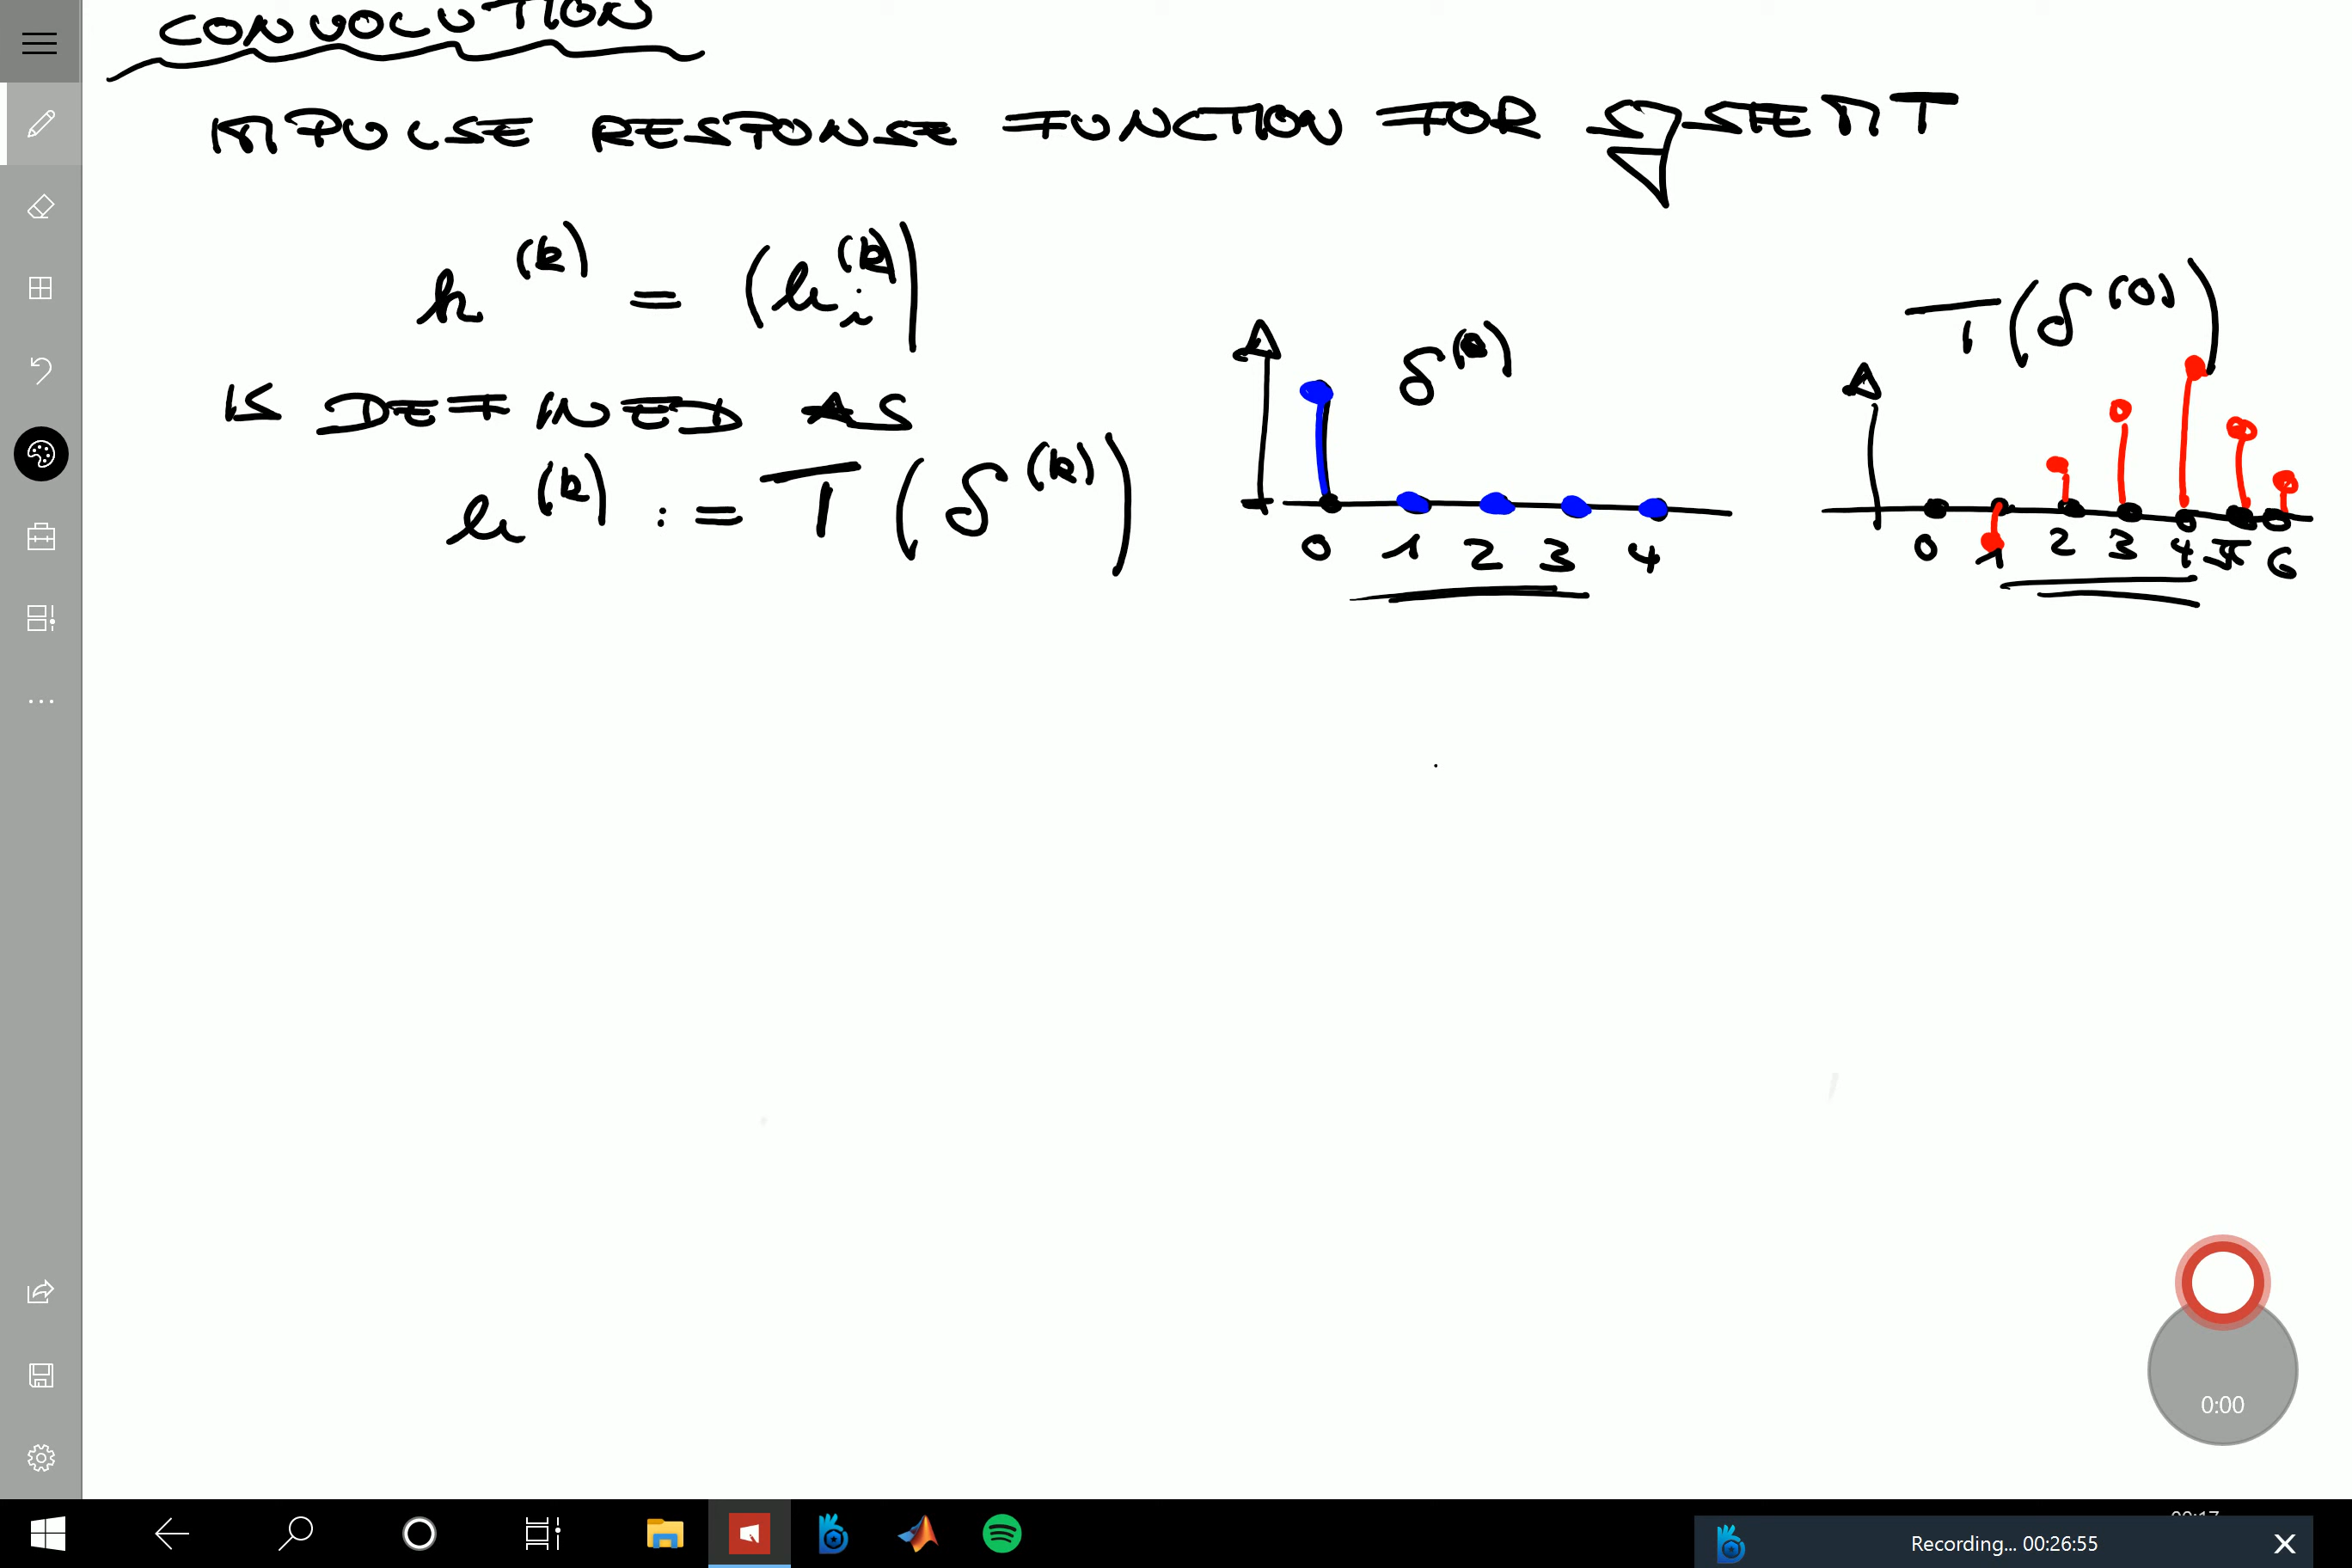 CONVOLUTION
IMPULSE RESPONSE FUNCTION FOR SYSTEM T
h^(k) = (h_i^(k))
IS DEFINED AS
h^(k) := T(δ^(k))
δ^(0)
0 1 2 3 4
T(δ^(0))
0 1 2 3 4 5 6
0:00
Recording... 00:26:55